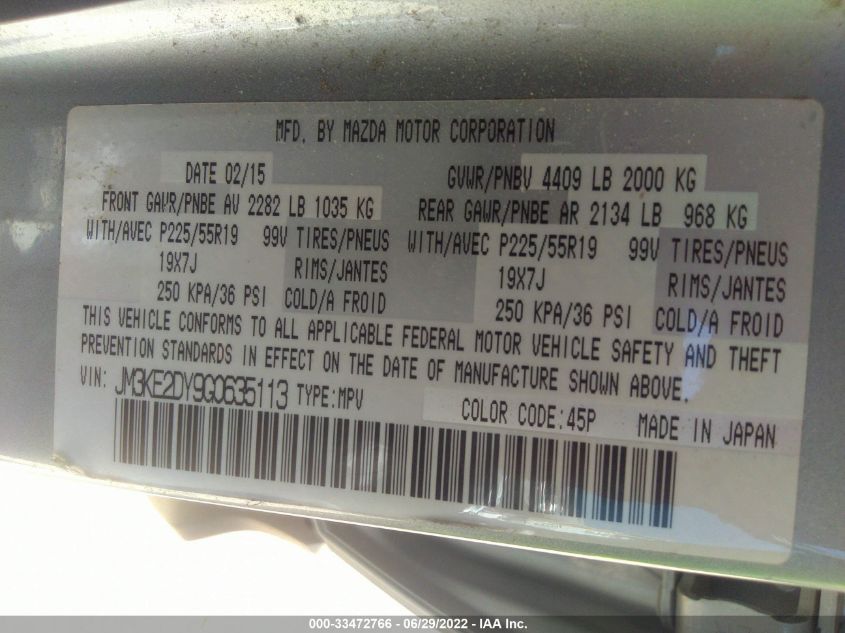 MFD. BY MAZDA MOTOR CORPORATION
DATE 02/15 GVWR/PNBV 4409 LB 2000 KG
FRONT GAWR/PNBE AV 2282 LB 1035 KG REAR GAWR/PNBE AR 2134 LB 968 KG
WITH/AVEC P225/55R19 99V TIRES/PNEUS WITH/AVEC P225/55R19 99V TIRES/PNEUS
19X7J RIMS/JANTES 19X7J RIMS/JANTES
250 KPA/36 PSI COLD/A FROID 250 KPA/36 PSI COLD/A FROID
THIS VEHICLE CONFORMS TO ALL APPLICABLE FEDERAL MOTOR VEHICLE SAFETY AND THEFT
PREVENTION STANDARDS IN EFFECT ON THE DATE OF MANUFACTURE SHOWN ABOVE.
VIN: JM3KE2DY9G0635113 TYPE:MPV
COLOR CODE:45P MADE IN JAPAN
000-33472766 - 06/29/2022 - IAA Inc.